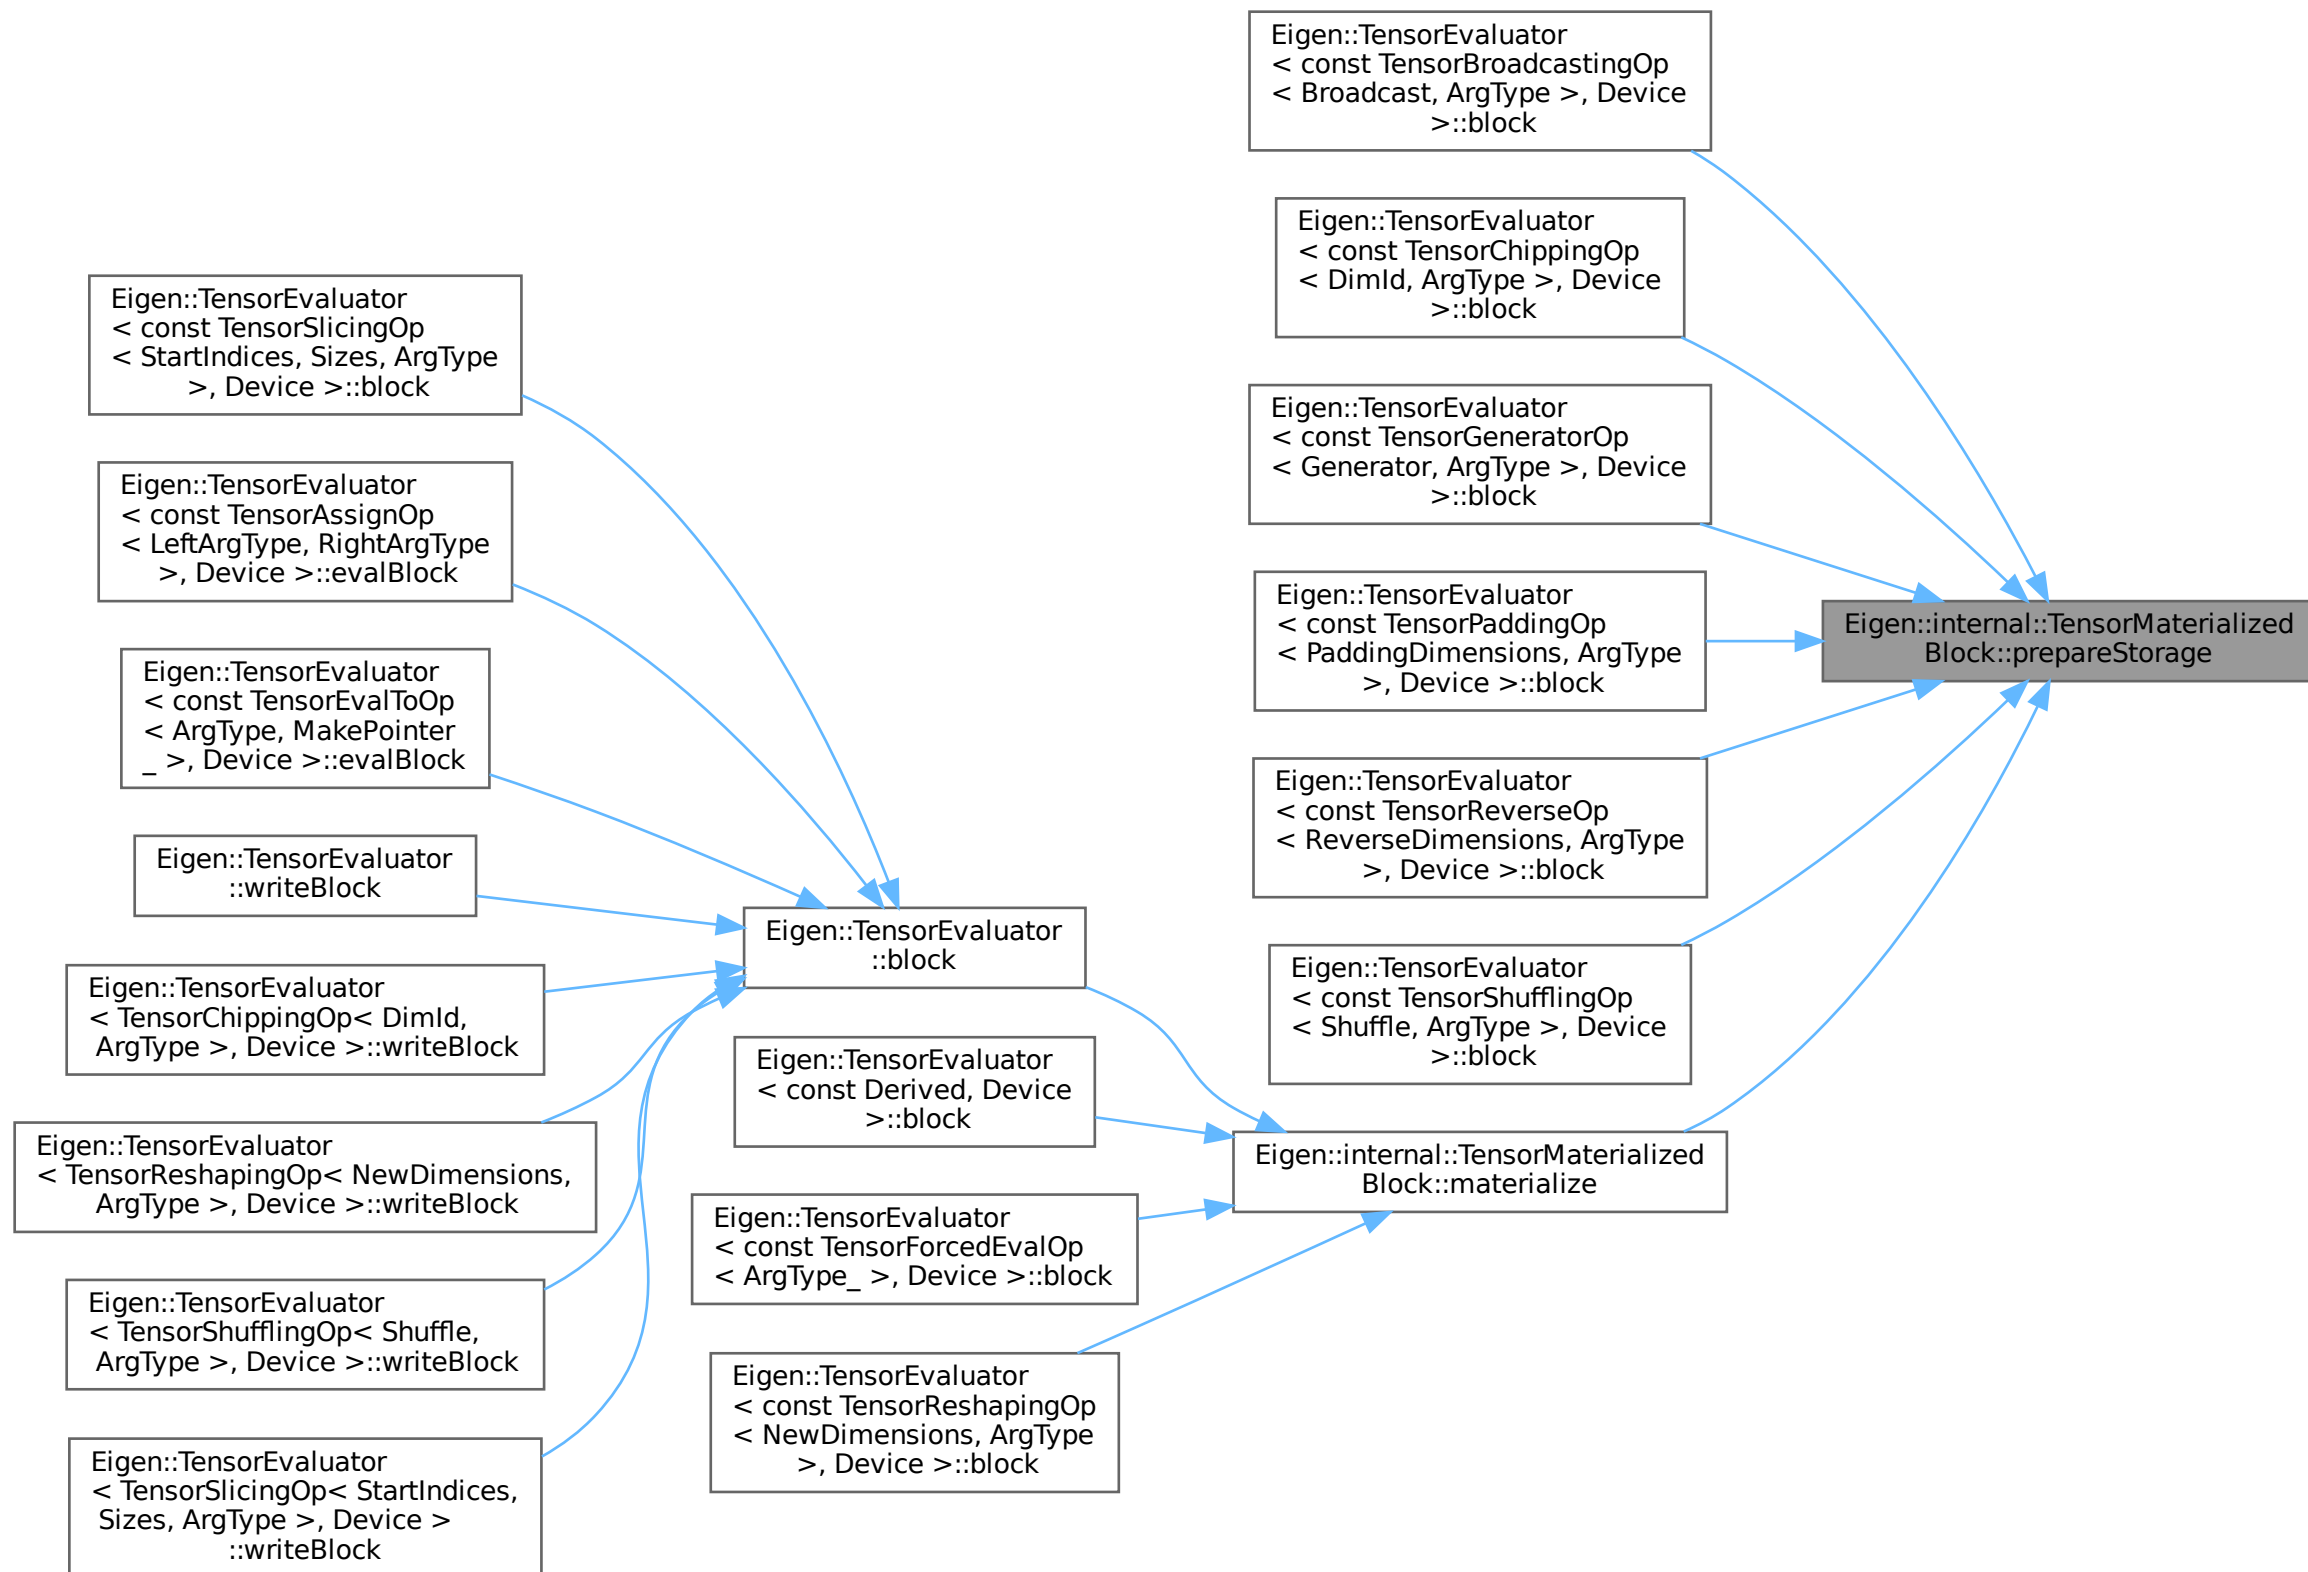 Eigen::TensorEvaluator
< const TensorBroadcastingOp
< Broadcast, ArgType >, Device
>::block
Eigen::TensorEvaluator
< const TensorChippingOp
< DimId, ArgType >, Device
>::block
Eigen::TensorEvaluator
< const TensorSlicingOp
< StartIndices, Sizes, ArgType
>, Device >::block
Eigen::TensorEvaluator
< const TensorGeneratorOp
< Generator, ArgType >, Device
>::block
Eigen::TensorEvaluator
< const TensorAssignOp
< LeftArgType, RightArgType
>, Device >::evalBlock
Eigen::TensorEvaluator
< const TensorPaddingOp
< PaddingDimensions, ArgType
>, Device >::block
Eigen::internal::TensorMaterialized
Block::prepareStorage
Eigen::TensorEvaluator
< const TensorEvalToOp
< ArgType, MakePointer
_ >, Device >::evalBlock
Eigen::TensorEvaluator
< const TensorReverseOp
< ReverseDimensions, ArgType
>, Device >::block
Eigen::TensorEvaluator
::writeBlock
Eigen::TensorEvaluator
::block
Eigen::TensorEvaluator
< const TensorShufflingOp
< Shuffle, ArgType >, Device
>::block
Eigen::TensorEvaluator
< TensorChippingOp< DimId,
ArgType >, Device >::writeBlock
Eigen::TensorEvaluator
< const Derived, Device
>::block
Eigen::TensorEvaluator
< TensorReshapingOp< NewDimensions,
ArgType >, Device >::writeBlock
Eigen::internal::TensorMaterialized
Block::materialize
Eigen::TensorEvaluator
< const TensorForcedEvalOp
< ArgType_ >, Device >::block
Eigen::TensorEvaluator
< TensorShufflingOp< Shuffle,
ArgType >, Device >::writeBlock
Eigen::TensorEvaluator
< const TensorReshapingOp
< NewDimensions, ArgType
>, Device >::block
Eigen::TensorEvaluator
< TensorSlicingOp< StartIndices,
Sizes, ArgType >, Device >
::writeBlock